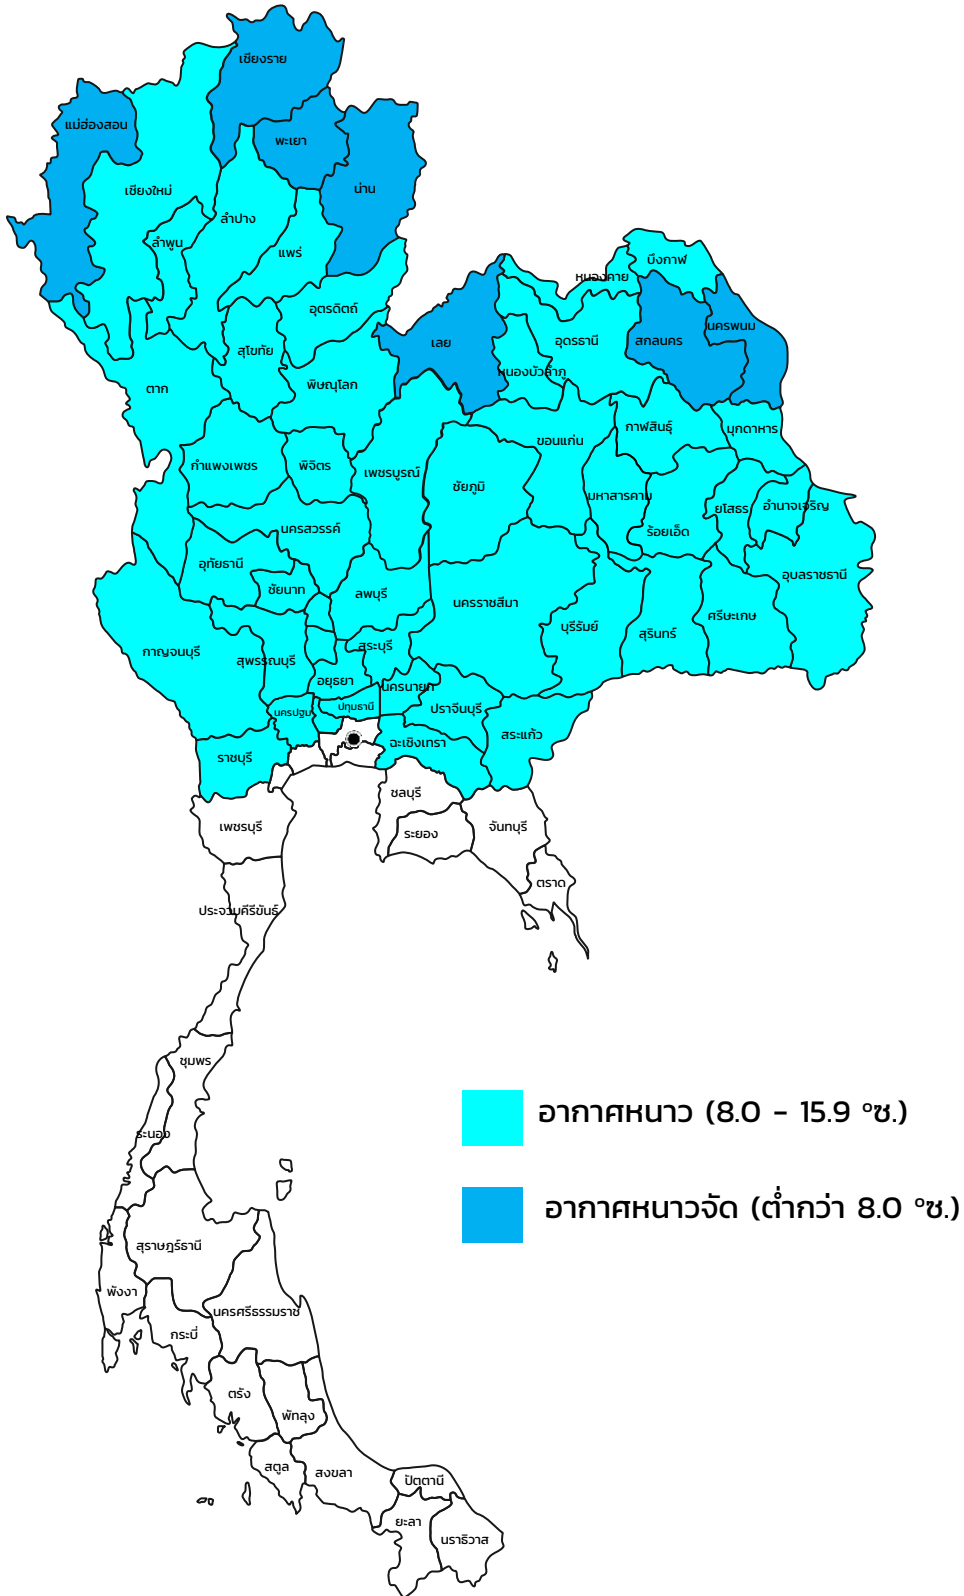 เชียงราย
แม่ฮ่องสอน
พะเยา
เชียงใหม่
น่าน
ลำปาง
ลำพูน
แพร่
บึงกาฬ
หนองคาย
อุตรดิตถ์
นครพนม
สุโขทัย
เลย
อุดรธานี
สกลนคร
หนองบัวลำภู
ตาก
พิษณุโลก
กาฬสินธุ์
มุกดาหาร
ขอนแก่น
กำแพงเพชร
พิจิตร
เพชรบูรณ์
ชัยภูมิ
มหาสารคาม
ยโสธร
อำนาจเจริญ
นครสวรรค์
ร้อยเอ็ด
อุทัยธานี
ชัยนาท
ลพบุรี
นครราชสีมา
อุบลราชธานี
บุรีรัมย์
สุรินทร์
ศรีสะเกษ
กาญจนบุรี
สุพรรณบุรี
สระบุรี
อยุธยา
นครนายก
ปทุมธานี
ปราจีนบุรี
นครปฐม
ฉะเชิงเทรา
สระแก้ว
ราชบุรี
ชลบุรี
เพชรบุรี
ระยอง
จันทบุรี
ตราด
ประจวบคีรีขันธ์
ชุมพร
อากาศหนาว (8.0 - 15.9 °ซ.)
ระนอง
อากาศหนาวจัด (ต่ำกว่า 8.0 °ซ.)
สุราษฎร์ธานี
พังงา
นครศรีธรรมราช
กระบี่
ตรัง
พัทลุง
สตูล
สงขลา
ปัตตานี
ยะลา
นราธิวาส